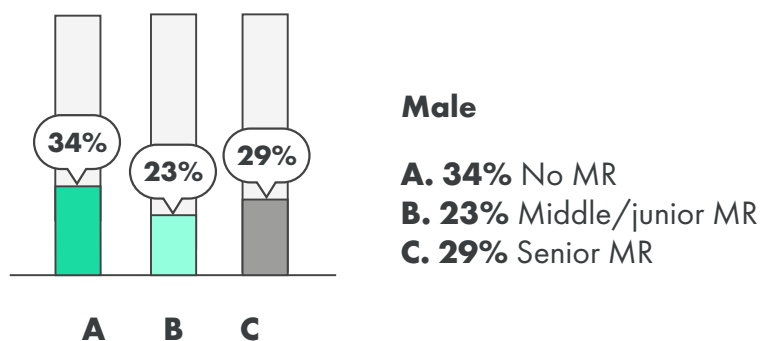 34%
23%
29%
A B C
Male
A. 34% No MR
B. 23% Middle/junior MR
C. 29% Senior MR